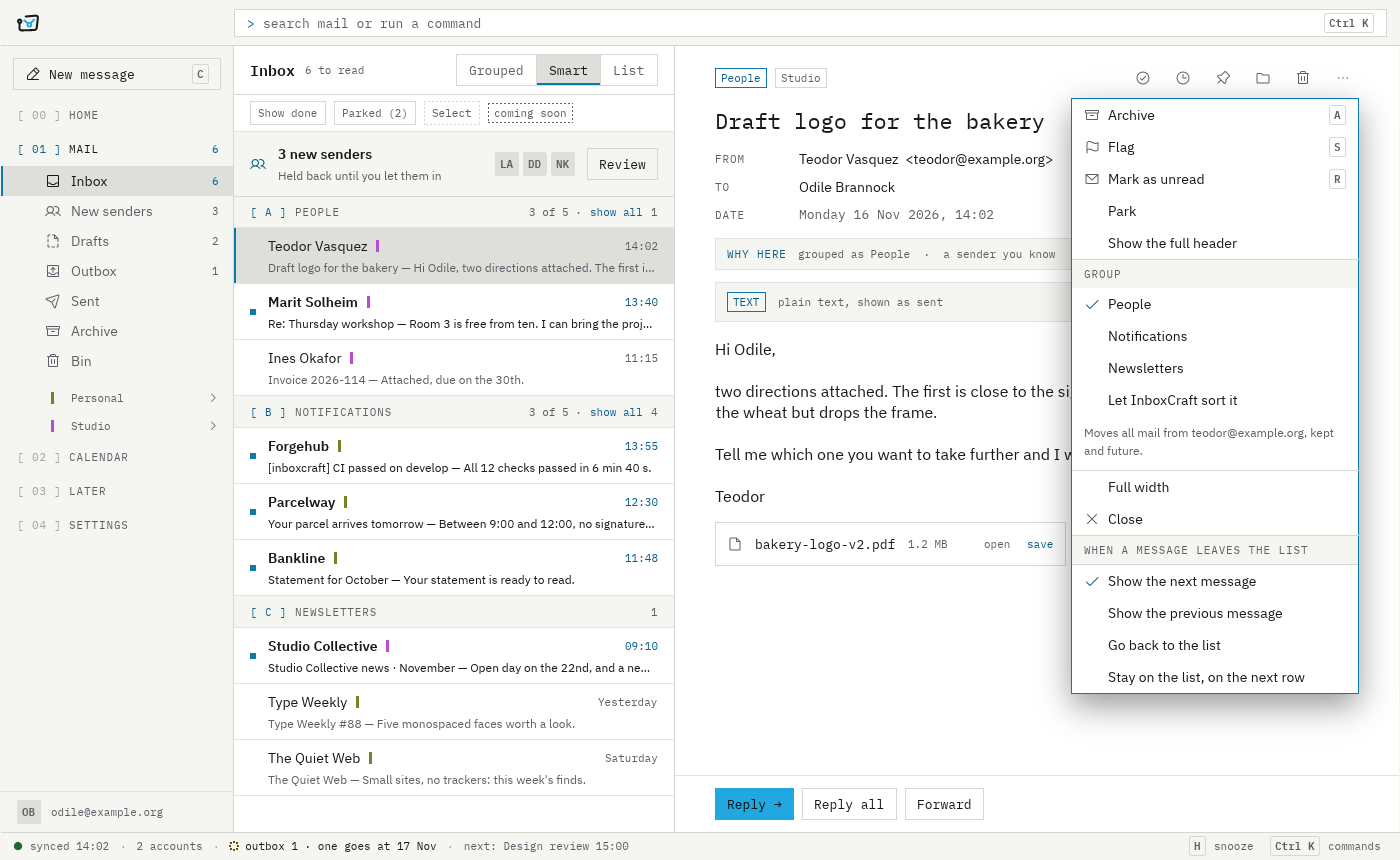 > search mail or run a command Ctrl K
New message C
[ 00 ] HOME
[ 01 ] MAIL 6
Inbox 6
New senders 3
Drafts 2
Outbox 1
Sent
Archive
Bin
Personal
Studio
[ 02 ] CALENDAR
[ 03 ] LATER
[ 04 ] SETTINGS
OB odile@example.org
Inbox 6 to read Grouped Smart List
Show done Parked (2) Select coming soon
3 new senders
Held back until you let them in
LA DD NK Review
[ A ] PEOPLE 3 of 5 · show all 1
Teodor Vasquez 14:02
Draft logo for the bakery — Hi Odile, two directions attached. The first i…
Marit Solheim 13:40
Re: Thursday workshop — Room 3 is free from ten. I can bring the proj…
Ines Okafor 11:15
Invoice 2026-114 — Attached, due on the 30th.
[ B ] NOTIFICATIONS 3 of 5 · show all 4
Forgehub 13:55
[inboxcraft] CI passed on develop — All 12 checks passed in 6 min 40 s.
Parcelway 12:30
Your parcel arrives tomorrow — Between 9:00 and 12:00, no signature…
Bankline 11:48
Statement for October — Your statement is ready to read.
[ C ] NEWSLETTERS 1
Studio Collective 09:10
Studio Collective news · November — Open day on the 22nd, and a ne…
Type Weekly Yesterday
Type Weekly #88 — Five monospaced faces worth a look.
The Quiet Web Saturday
The Quiet Web — Small sites, no trackers: this week's finds.
People Studio
Draft logo for the bakery
FROM Teodor Vasquez <teodor@example.org>
TO Odile Brannock
DATE Monday 16 Nov 2026, 14:02
WHY HERE grouped as People · a sender you know
TEXT plain text, shown as sent
Hi Odile,
two directions attached. The first is close to the si
the wheat but drops the frame.
Tell me which one you want to take further and I w
Teodor
bakery-logo-v2.pdf 1.2 MB open save
Archive A
Flag S
Mark as unread R
Park
Show the full header
GROUP
People
Notifications
Newsletters
Let InboxCraft sort it
Moves all mail from teodor@example.org, kept
and future.
Full width
Close
WHEN A MESSAGE LEAVES THE LIST
Show the next message
Show the previous message
Go back to the list
Stay on the list, on the next row
Reply → Reply all Forward
synced 14:02 · 2 accounts · outbox 1 · one goes at 17 Nov · next: Design review 15:00
H snooze Ctrl K commands